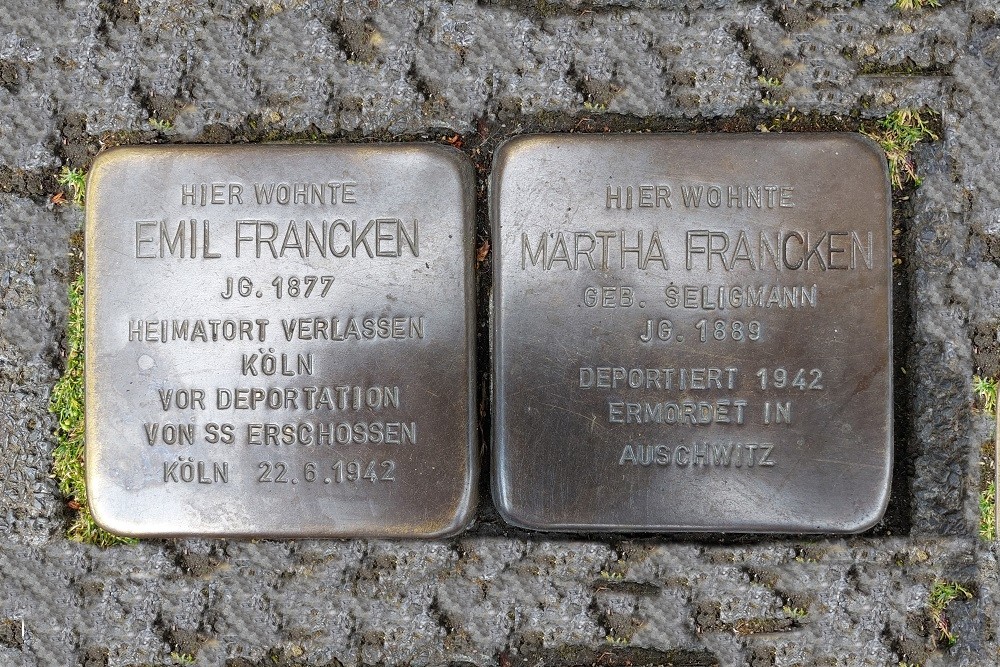 HIER WOHNTE
EMIL FRANCKEN
JG. 1877
HEIMATORT VERLASSEN
KÖLN
VOR DEPORTATION
VON SS ERSCHOSSEN
KÖLN 22.6.1942
HIER WOHNTE
MARTHA FRANCKEN
GEB. SELIGMANN
JG. 1889
DEPORTIERT 1942
ERMORDET IN
AUSCHWITZ